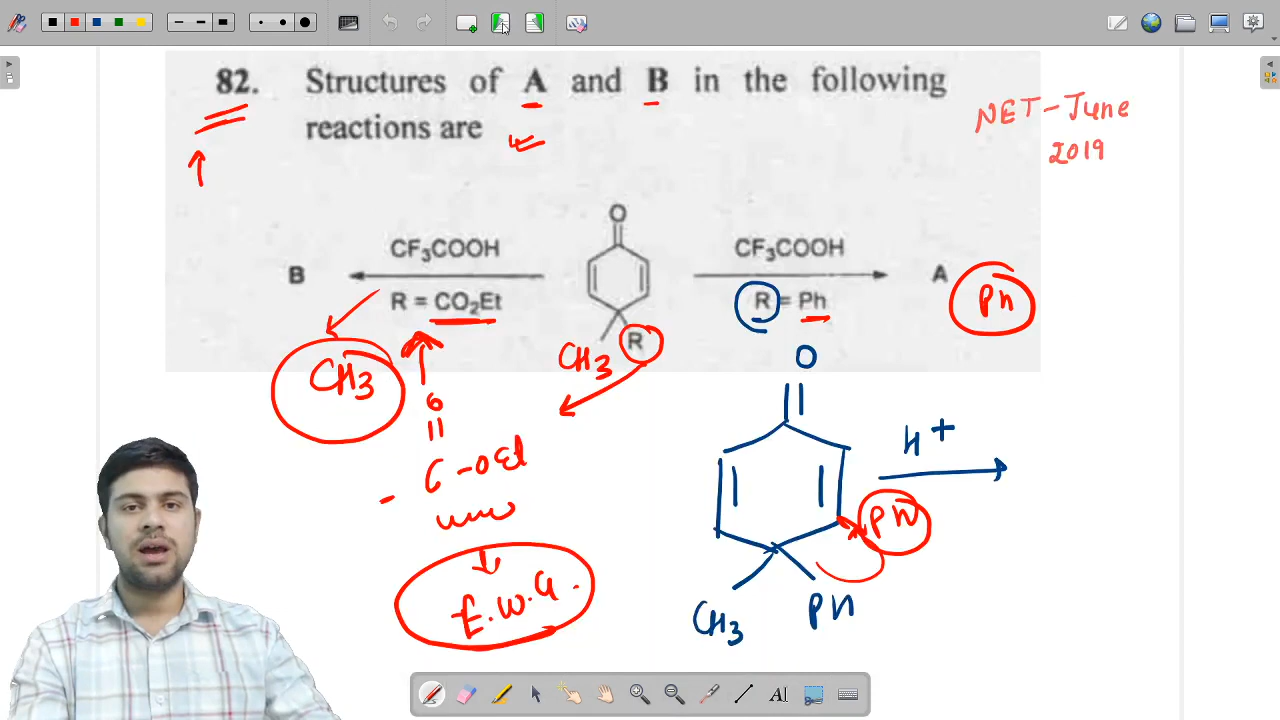 82. Structures of A and B in the following
reactions are
NET-June
2019
O
CF3COOH
CF3COOH
B
A
Ph
R = CO2Et
R = Ph
R
CH3
CH3
O
O
C-OEt
H+
Ph
E.W.G.
CH3
Ph
AI